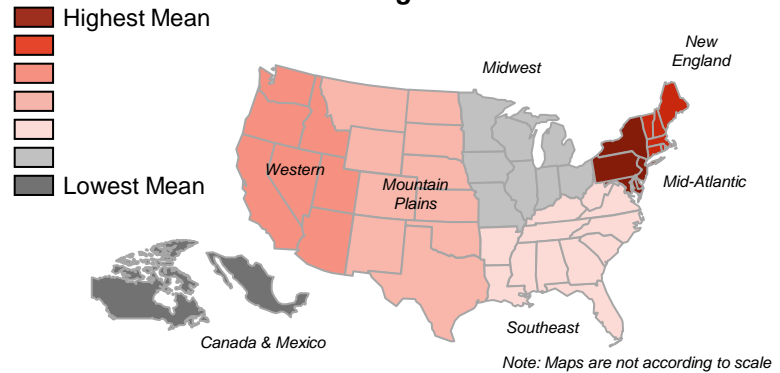 Highest Mean
Lowest Mean
New
England
Midwest
Western
Mountain
Plains
Mid-Atlantic
Southeast
Canada & Mexico
Note: Maps are not according to scale